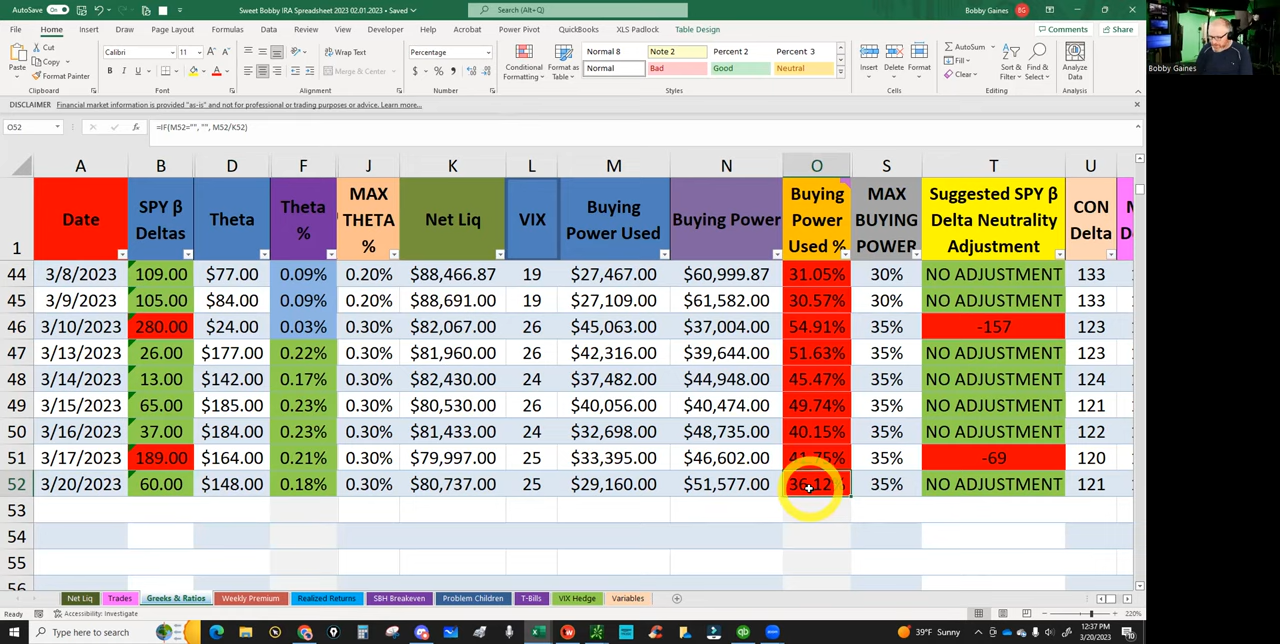 AutoSave On Sweet Bobby IRA Spreadsheet 2023 02.01.2023 • Saved Search (Alt+Q) Bobby Gaines BG
File Home Insert Draw Page Layout Formulas Data Review View Developer Help Acrobat Power Pivot QuickBooks XLS Padlock Table Design Comments Share
Paste Cut Copy Format Painter Clipboard
Calibri 11 Font
Wrap Text Merge & Center Alignment
Percentage Number
Conditional Formatting Format as Table
Normal 8 Note 2 Percent 2 Percent 3
Normal Bad Good Neutral
Styles
Insert Delete Format Cells
AutoSum Fill Clear Sort & Filter Find & Select Editing
Analyze Data Analysis
Bobby Gaines
DISCLAIMER Financial market information is provided "as-is" and not for professional or trading purposes or advice. Learn more...
O52 fx =IF(M52="", "", M52/K52)
A B D F J K L M N O S T U
1 Date SPY β Deltas Theta Theta % MAX THETA % Net Liq VIX Buying Power Used Buying Power Buying Power Used % MAX BUYING POWER Suggested SPY β Delta Neutrality Adjustment CON Delta
44 3/8/2023 109.00 $77.00 0.09% 0.20% $88,466.87 19 $27,467.00 $60,999.87 31.05% 30% NO ADJUSTMENT 133
45 3/9/2023 105.00 $84.00 0.09% 0.20% $88,691.00 19 $27,109.00 $61,582.00 30.57% 30% NO ADJUSTMENT 133
46 3/10/2023 280.00 $24.00 0.03% 0.30% $82,067.00 26 $45,063.00 $37,004.00 54.91% 35% -157 123
47 3/13/2023 26.00 $177.00 0.22% 0.30% $81,960.00 26 $42,316.00 $39,644.00 51.63% 35% NO ADJUSTMENT 123
48 3/14/2023 13.00 $142.00 0.17% 0.30% $82,430.00 24 $37,482.00 $44,948.00 45.47% 35% NO ADJUSTMENT 124
49 3/15/2023 65.00 $185.00 0.23% 0.30% $80,530.00 26 $40,056.00 $40,474.00 49.74% 35% NO ADJUSTMENT 121
50 3/16/2023 37.00 $184.00 0.23% 0.30% $81,433.00 24 $32,698.00 $48,735.00 40.15% 35% NO ADJUSTMENT 122
51 3/17/2023 189.00 $164.00 0.21% 0.30% $79,997.00 25 $33,395.00 $46,602.00 41.75% 35% -69 120
52 3/20/2023 60.00 $148.00 0.18% 0.30% $80,737.00 25 $29,160.00 $51,577.00 36.12% 35% NO ADJUSTMENT 121
53
54
55
56
Net Liq Trades Greeks & Ratios Weekly Premium Realized Returns SBH Breakeven Problem Children T-Bills VIX Hedge Variables
Ready Accessibility: Investigate 220%
Type here to search 39°F Sunny 12:37 PM 3/20/2023